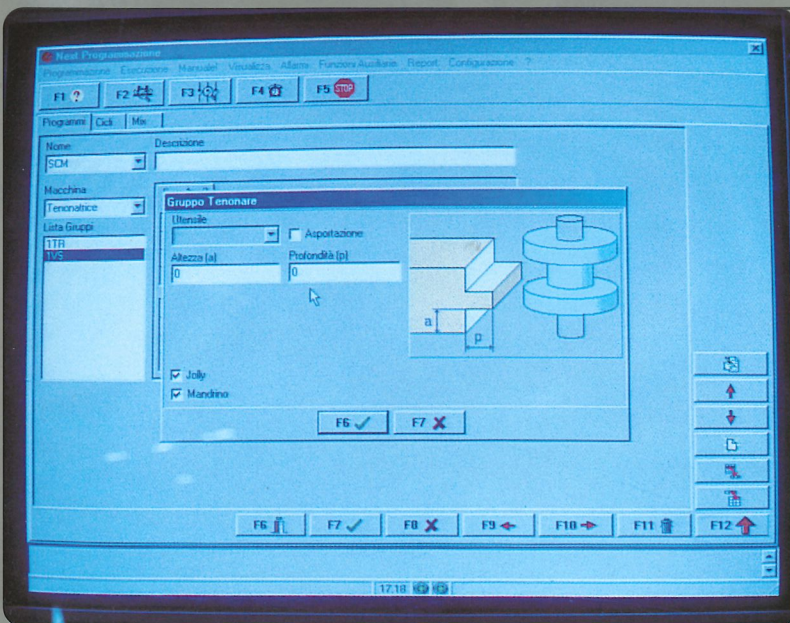 Next Programmazione
Programmazione Esecuzione Manuale! Visualizza Allarmi Funzioni Ausiliarie Report Configurazione ?
F1 ? F2 F3 F4 F5 STOP
Programmi Cicli Mix
Nome Descrizione
SCM
Macchina
Tenonatrice
Lista Gruppi
1TR
1VS
Gruppo Tenonare
Utensile
Asportazione
Altezza (a) Profondità (p)
0 0
a
p
Jolly
Mandrino
F6 F7
F6 F7 F8 F9 F10 F11 F12
17.18